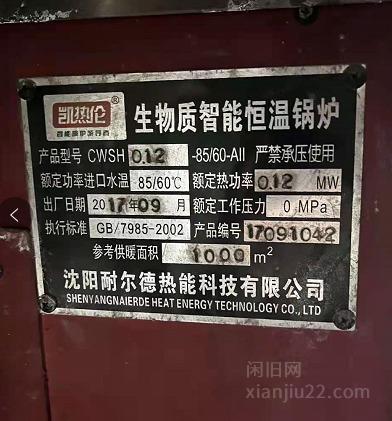 凯热伦®
生物质智能恒温锅炉
产品型号 CWSH 0.12 -85/60-AII 严禁承压使用
额定功率进口水温 85/60℃ 额定热功率 0.12 MW
出厂日期 2017年09月 额定工作压力 0 MPa
执行标准 GB/7985-2002 产品编号 17091042
参考供暖面积 1000 m²
沈阳耐尔德热能科技有限公司
SHENYANGNAIERDE HEAT ENERGY TECHNOLOGY CO.,LTD
闲旧网
xianjiu22.com